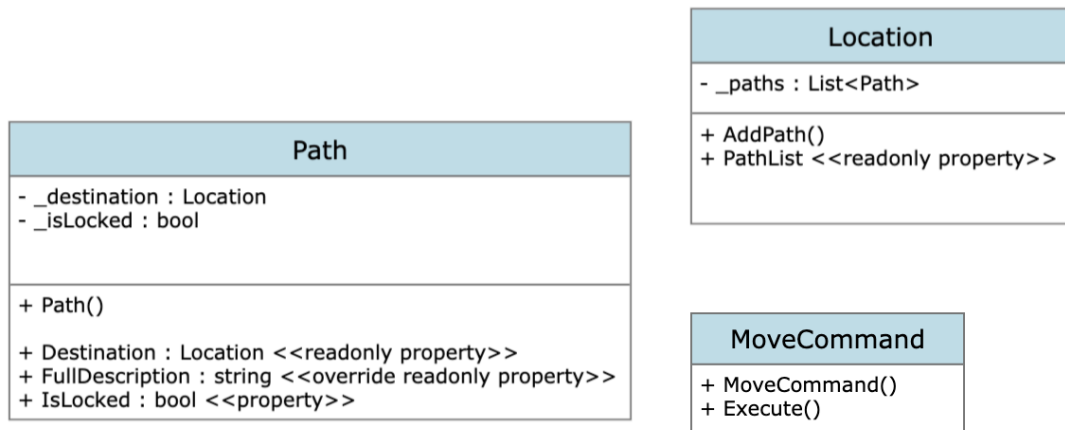 Location
- _paths : List<Path>
+ AddPath()
+ PathList <<readonly property>>
Path
- _destination : Location
- _isLocked : bool
+ Path()
+ Destination : Location <<readonly property>>
+ FullDescription : string <<override readonly property>>
+ IsLocked : bool <<property>>
MoveCommand
+ MoveCommand()
+ Execute()